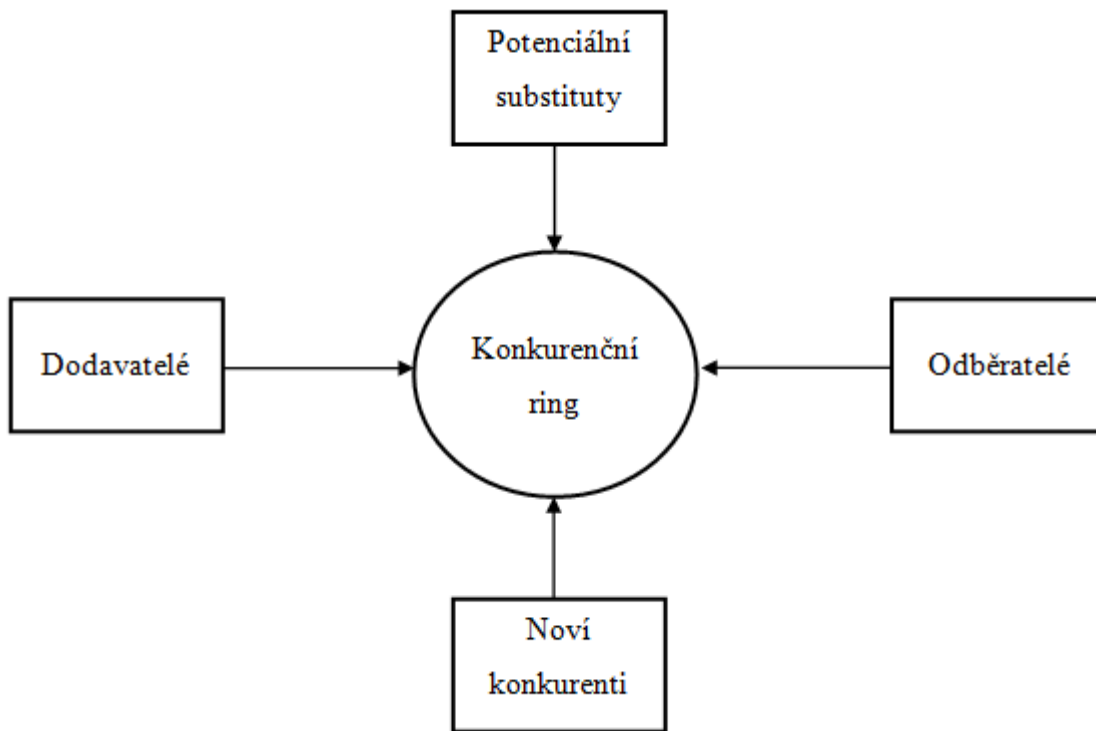 Potenciální
substituty
Dodavatelé
Konkurenční
ring
Odběratelé
Noví
konkurenti